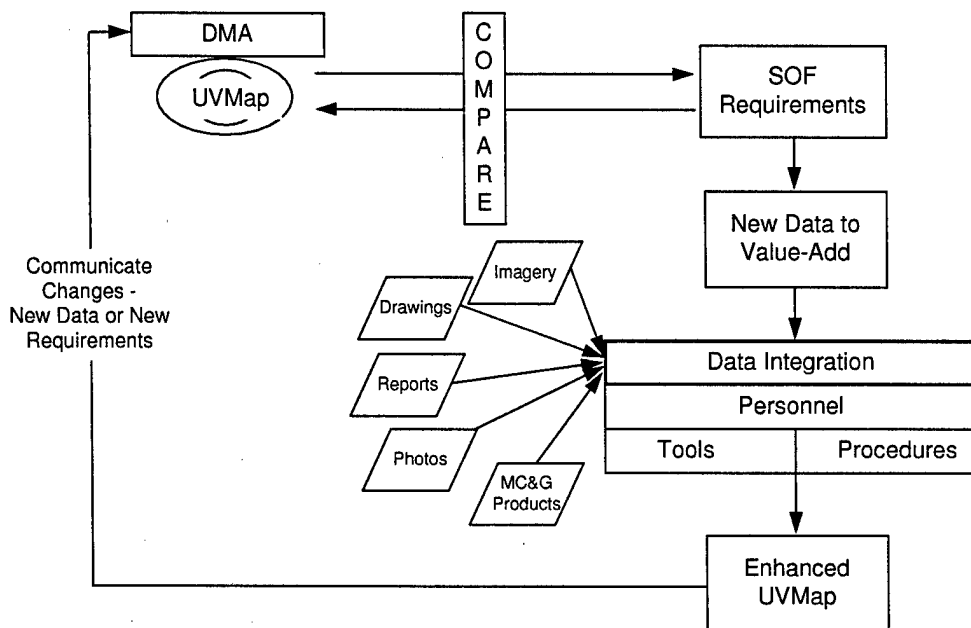 DMA
UVMap
C
O
M
P
A
R
E
SOF
Requirements
New Data to
Value-Add
Communicate
Changes -
New Data or New
Requirements
Imagery
Drawings
Reports
Photos
MC&G
Products
Data Integration
Personnel
Tools
Procedures
Enhanced
UVMap